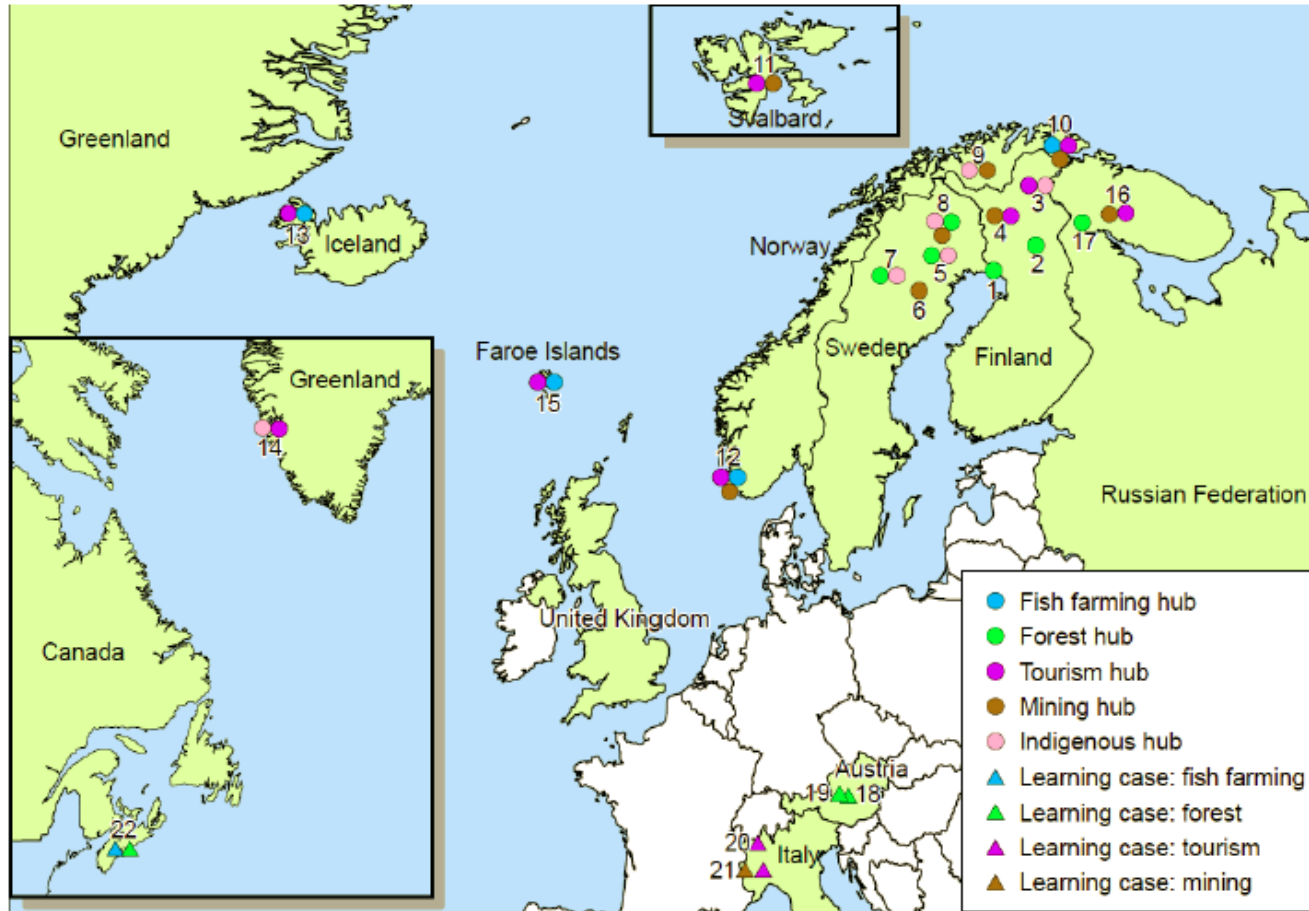 Greenland
11
Svalbard
10
9
3
16
8
4
17
Norway
2
7
5
1
6
13
Iceland
Sweden
Finland
Faroe Islands
15
Greenland
14
12
Russian Federation
United Kingdom
Canada
22
Austria
19
18
20
Italy
21
Fish farming hub
Forest hub
Tourism hub
Mining hub
Indigenous hub
Learning case: fish farming
Learning case: forest
Learning case: tourism
Learning case: mining